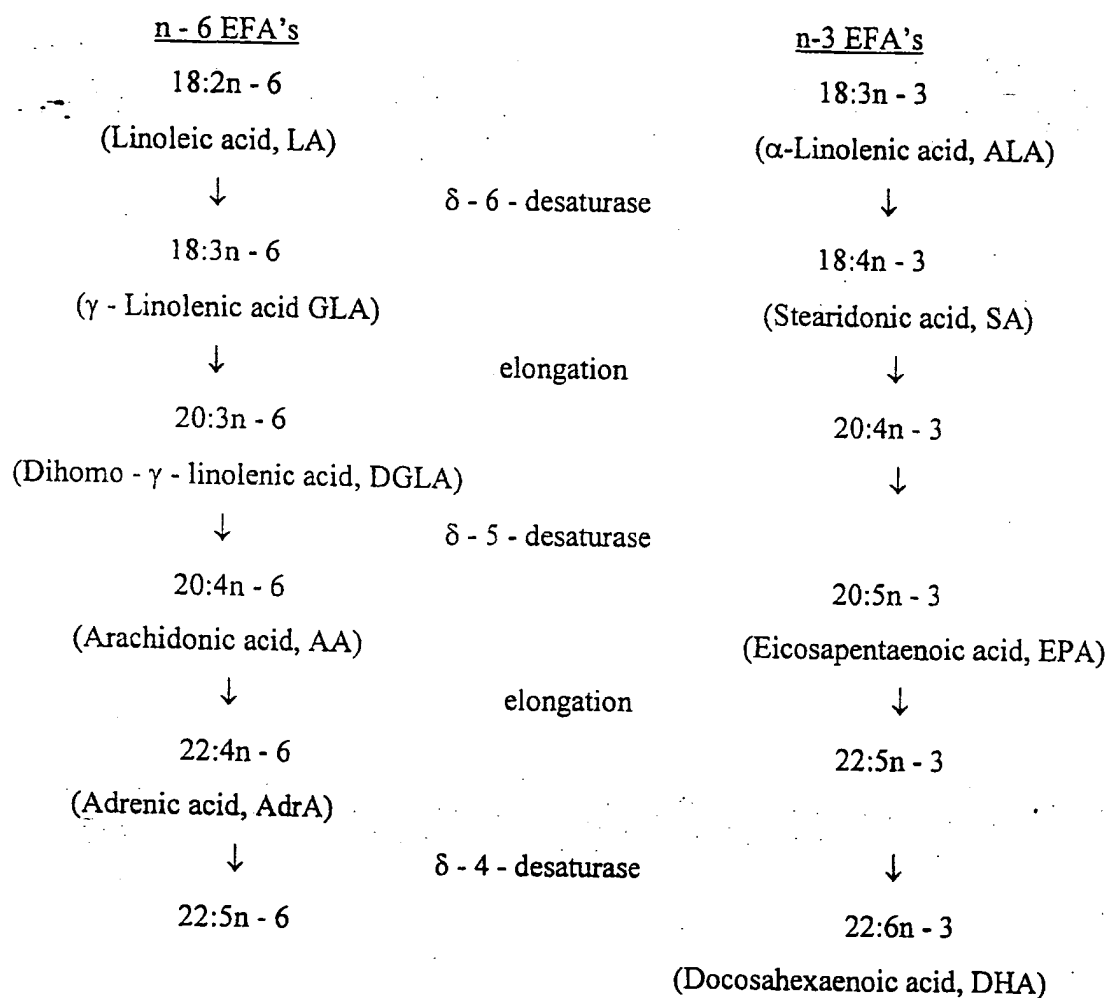 n - 6 EFA's
n-3 EFA's
18:2n - 6
18:3n - 3
(Linoleic acid, LA)
(α-Linolenic acid, ALA)
↓ δ - 6 - desaturase ↓
18:3n - 6
18:4n - 3
(γ - Linolenic acid GLA)
(Stearidonic acid, SA)
↓ elongation ↓
20:3n - 6
20:4n - 3
(Dihomo - γ - linolenic acid, DGLA)
↓
↓ δ - 5 - desaturase
20:4n - 6
20:5n - 3
(Arachidonic acid, AA)
(Eicosapentaenoic acid, EPA)
↓ elongation ↓
22:4n - 6
22:5n - 3
(Adrenic acid, AdrA)
↓ δ - 4 - desaturase ↓
22:5n - 6
22:6n - 3
(Docosahexaenoic acid, DHA)